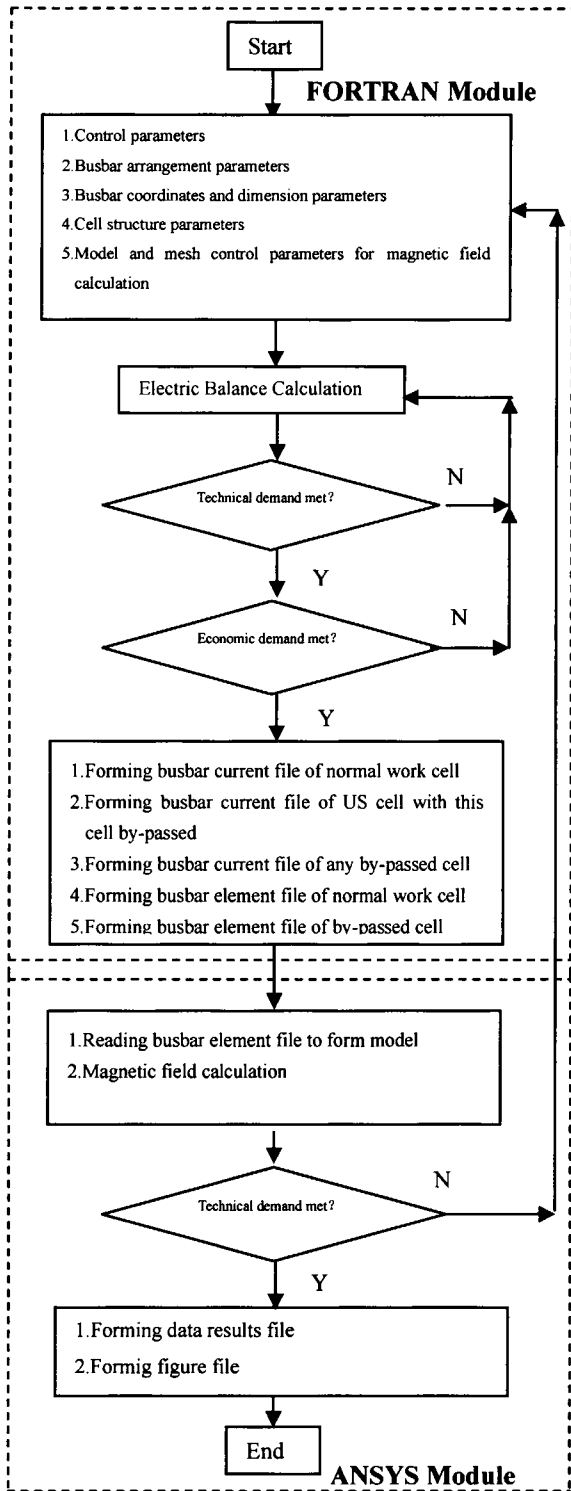 Start
FORTRAN Module
1.Control parameters
2.Busbar arrangement parameters
3.Busbar coordinates and dimension parameters
4.Cell structure parameters
5.Model and mesh control parameters for magnetic field
calculation
Electric Balance Calculation
Technical demand met?
N
Y
Economic demand met?
N
Y
1.Forming busbar current file of normal work cell
2.Forming busbar current file of US cell with this
cell by-passed
3.Forming busbar current file of any by-passed cell
4.Forming busbar element file of normal work cell
5.Forming busbar element file of by-passed cell
1.Reading busbar element file to form model
2.Magnetic field calculation
Technical demand met?
N
Y
1.Forming data results file
2.Formig figure file
End
ANSYS Module